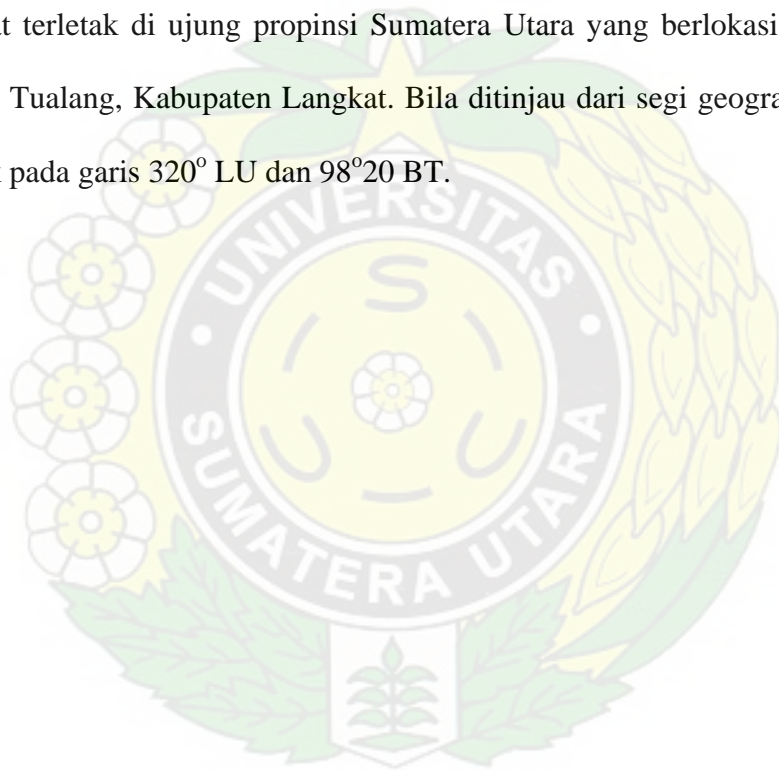 at terletak di ujung propinsi Sumatera Utara yang berlokasi
Tualang, Kabupaten Langkat. Bila ditinjau dari segi geogra
pada garis 320° LU dan 98°20 BT.
UNIVERSITAS
SUMATERA UTARA
U S U